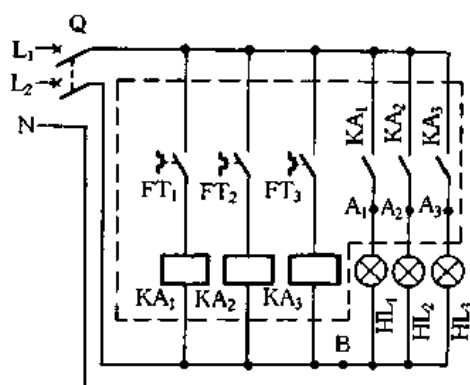 Q
L₁
L₂
N
KA₁ KA₂ KA₃
FT₁ FT₂ FT₃
A₁ A₂ A₃
KA₁ KA₂ KA₃
HL₁ HL₂ HL₃
B